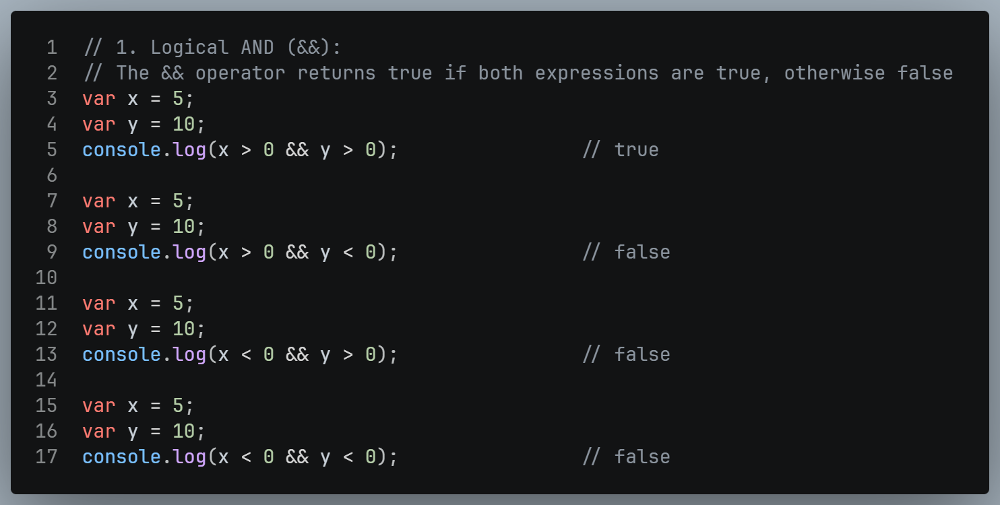 1 // 1. Logical AND (&&):
2 // The && operator returns true if both expressions are true, otherwise false
3 var x = 5;
4 var y = 10;
5 console.log(x > 0 && y > 0); // true
6
7 var x = 5;
8 var y = 10;
9 console.log(x > 0 && y < 0); // false
10
11 var x = 5;
12 var y = 10;
13 console.log(x < 0 && y > 0); // false
14
15 var x = 5;
16 var y = 10;
17 console.log(x < 0 && y < 0); // false